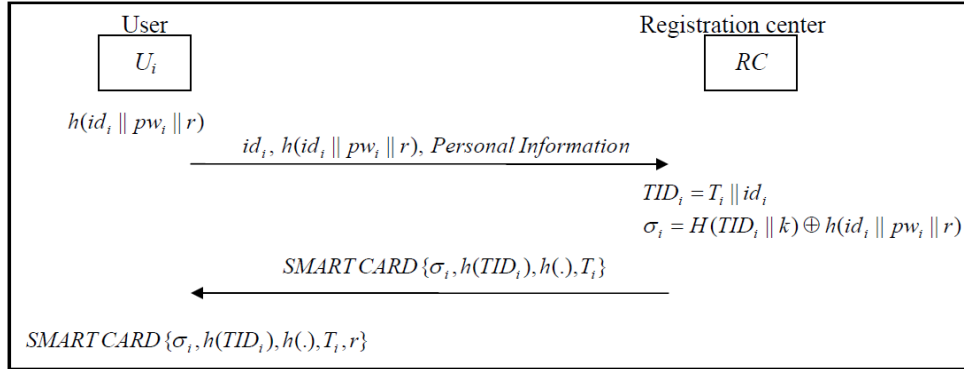 User Registration center
U_i RC
h(id_i || pw_i || r)
id_i, h(id_i || pw_i || r), Personal Information
TID_i = T_i || id_i
σ_i = H(TID_i || k) ⊕ h(id_i || pw_i || r)
SMART CARD{σ_i, h(TID_i), h(.), T_i}
SMART CARD{σ_i, h(TID_i), h(.), T_i, r}